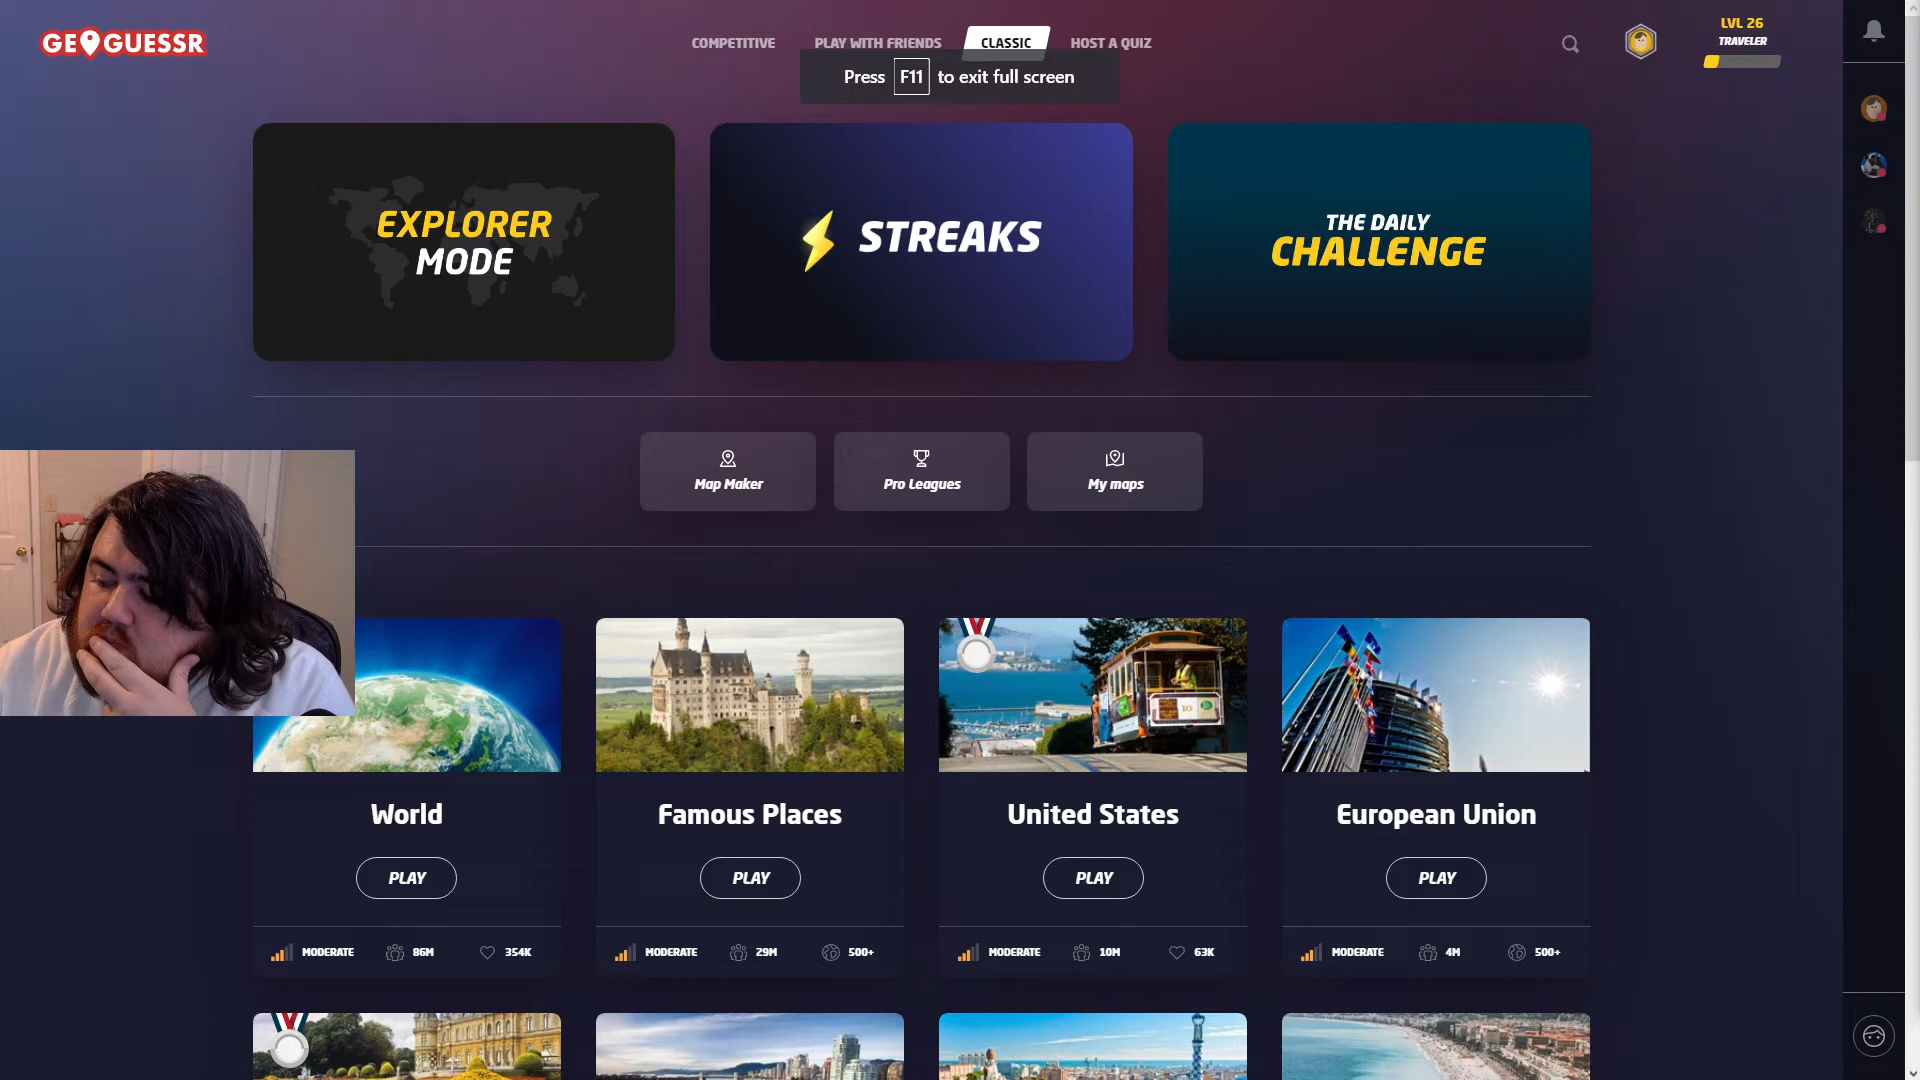 GEOGUESSR
COMPETITIVE
PLAY WITH FRIENDS
CLASSIC
HOST A QUIZ
LVL 26
TRAVELER
Press F11 to exit full screen
EXPLORER
MODE
STREAKS
THE DAILY
CHALLENGE
Map Maker
Pro Leagues
My maps
World
Famous Places
United States
European Union
PLAY
PLAY
PLAY
PLAY
MODERATE 86M 354K
MODERATE 29M 500+
MODERATE 10M 63K
MODERATE 4M 500+